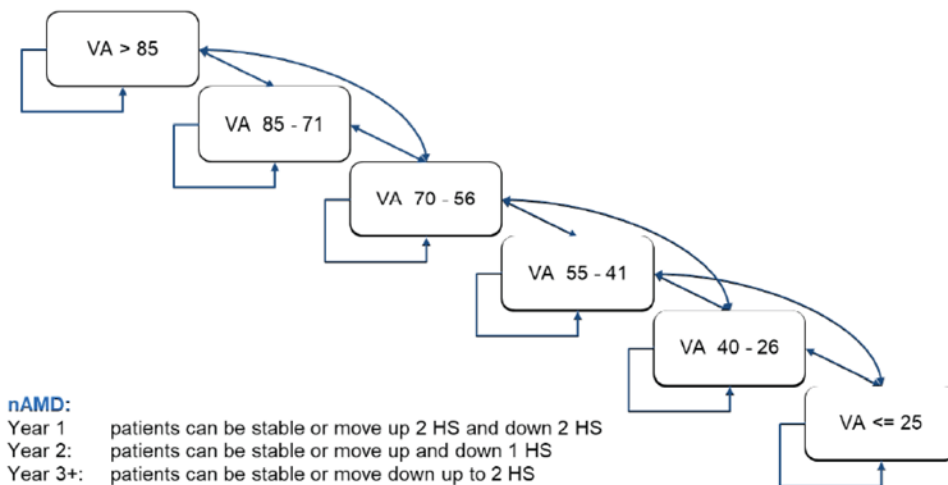 VA > 85
VA 85 - 71
VA 70 - 56
VA 55 - 41
VA 40 - 26
VA <= 25
nAMD:
Year 1 patients can be stable or move up 2 HS and down 2 HS
Year 2: patients can be stable or move up and down 1 HS
Year 3+: patients can be stable or move down up to 2 HS